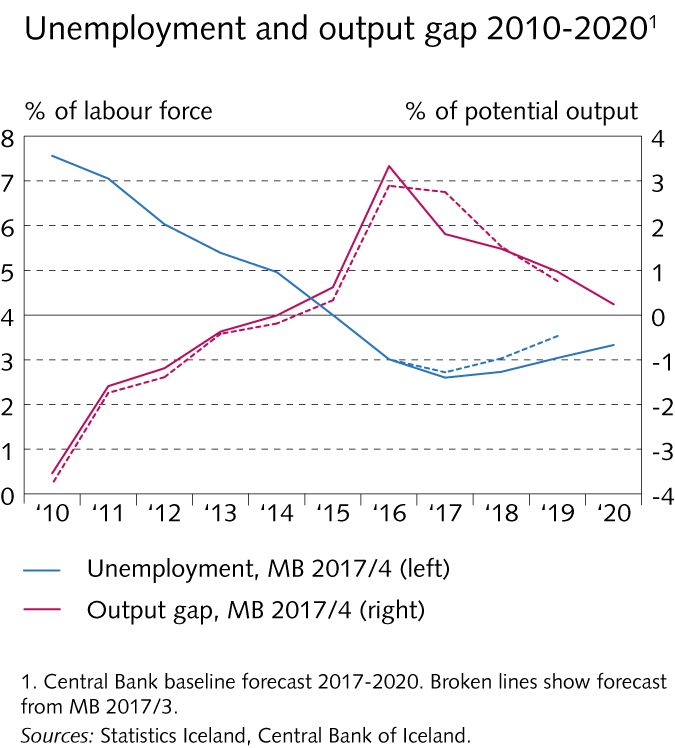 Unemployment and output gap 2010-2020¹
% of labour force % of potential output
8 4
7 3
6 2
5 1
4 0
3 -1
2 -2
1 -3
0 -4
‘10 ‘11 ‘12 ‘13 ‘14 ‘15 ‘16 ‘17 ‘18 ‘19 ‘20
Unemployment, MB 2017/4 (left)
Output gap, MB 2017/4 (right)
1. Central Bank baseline forecast 2017-2020. Broken lines show forecast
from MB 2017/3.
Sources: Statistics Iceland, Central Bank of Iceland.